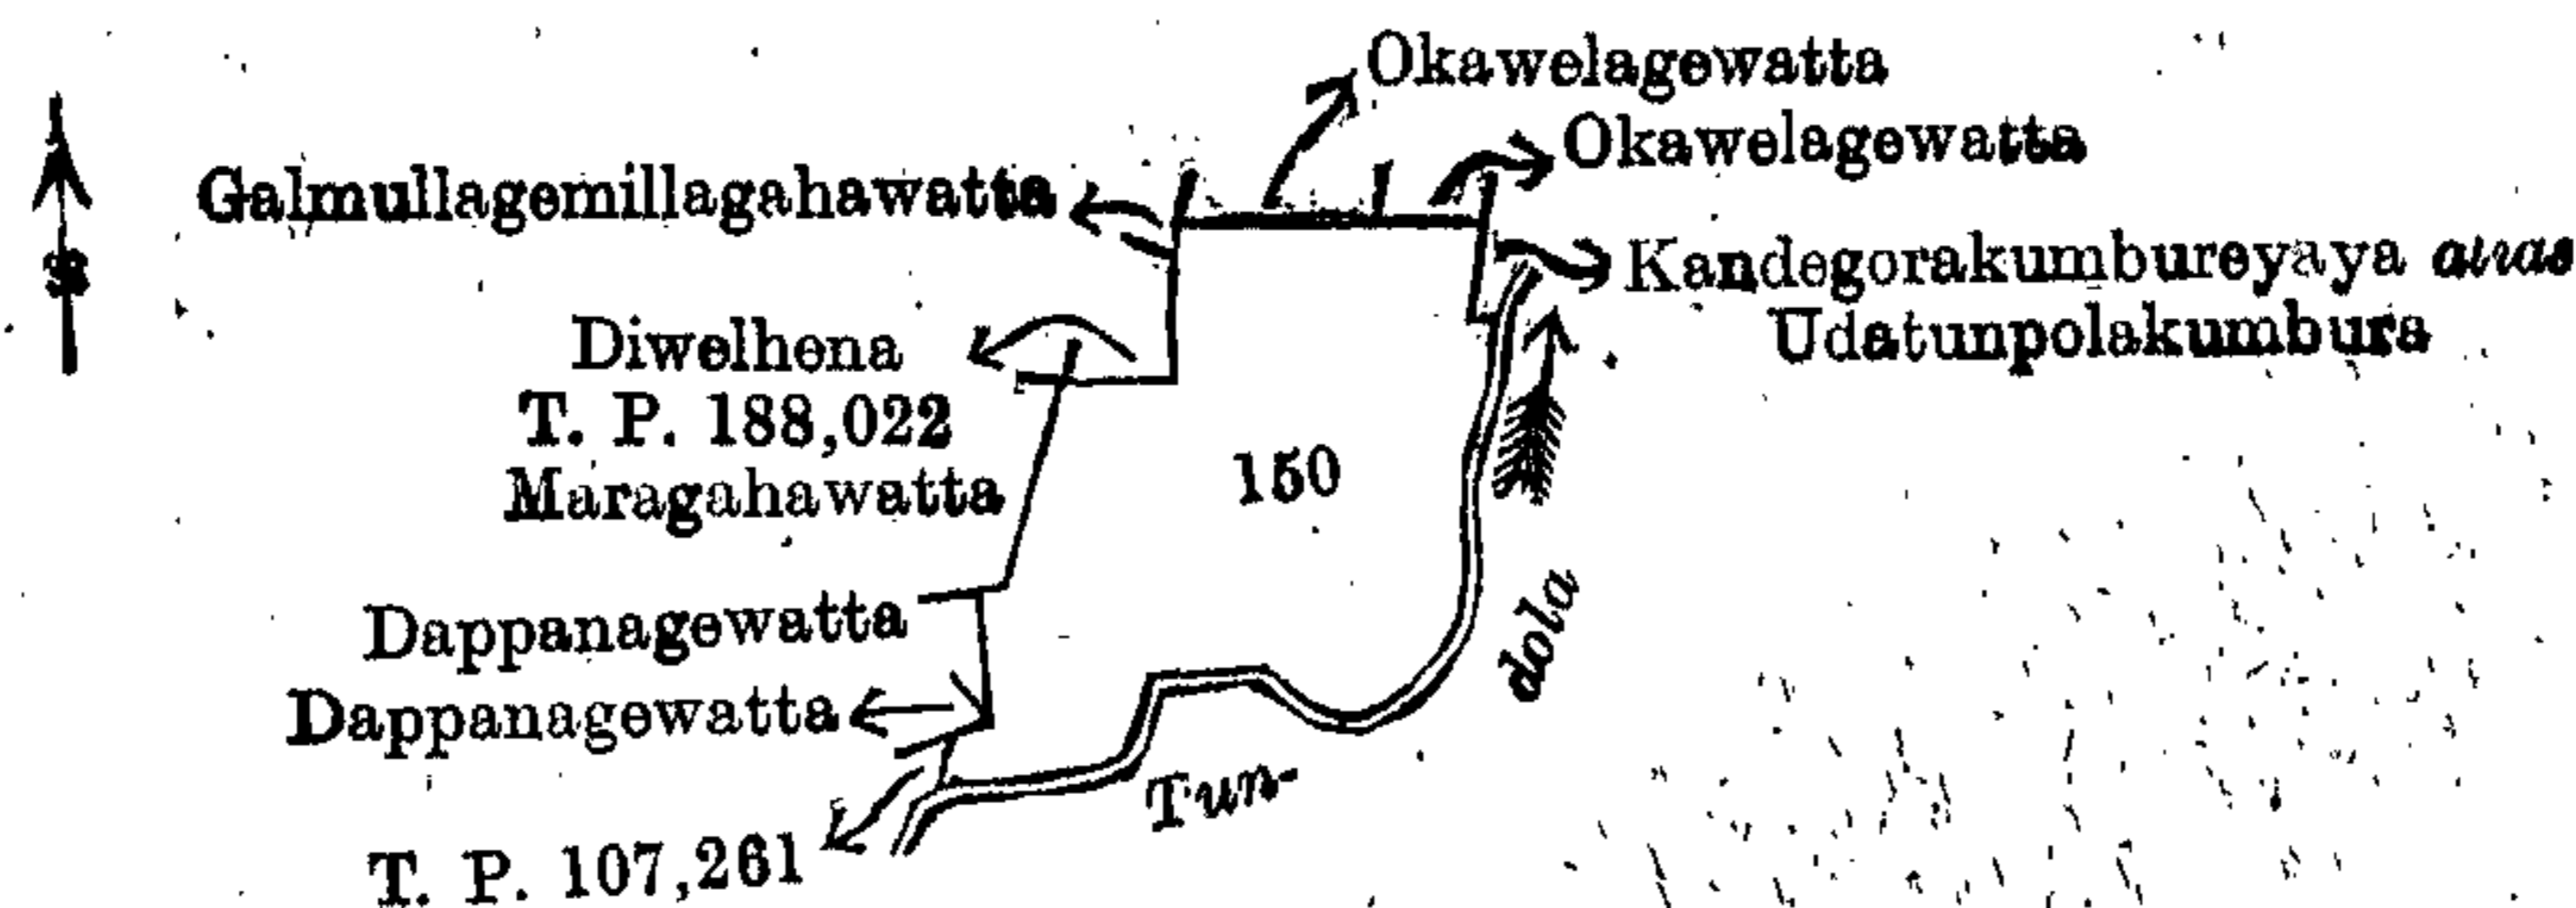 Okawelagewatta
Okawelagewatta
Galmullagemillagahawatta
Kandegorakumbureyaya alias
Udatunpolakumbura
Diwelhena
T. P. 188,022
Maragahawatta
150
Dappanagewatta
Dappanagewatta
dola
Tun-
T. P. 107,261